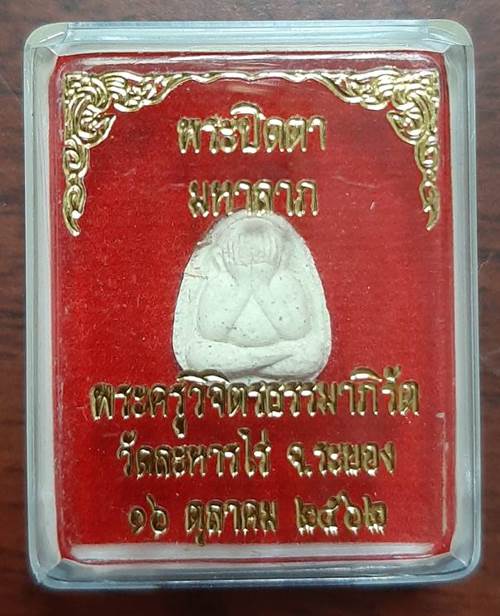 พระปิดตา
มหาลาภ
พระครูวิจิตรธรรมาภิรัต
วัดละหารไร่ จ.ระยอง
๑๖ ตุลาคม ๒๕๖๒